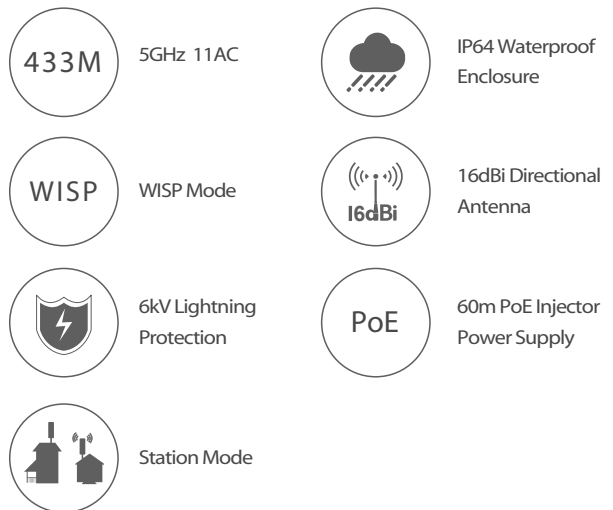 433M
5GHz 11AC
IP64 Waterproof
Enclosure
WISP
WISP Mode
16dBi
16dBi Directional
Antenna
6kV Lightning
Protection
PoE
60m PoE Injector
Power Supply
Station Mode